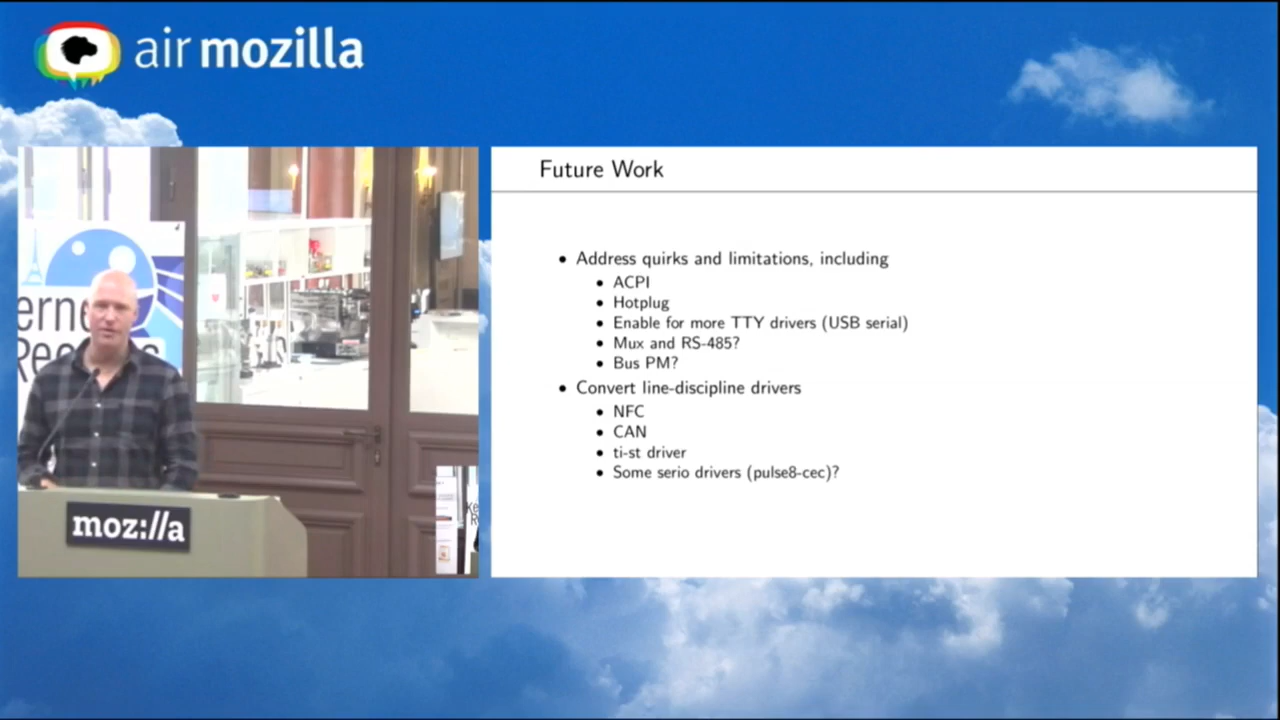 air mozilla
Future Work
• Address quirks and limitations, including
• ACPI
• Hotplug
• Enable for more TTY drivers (USB serial)
• Mux and RS-485?
• Bus PM?
• Convert line-discipline drivers
• NFC
• CAN
• ti-st driver
• Some serio drivers (pulse8-cec)?
erne
Re
moz://a